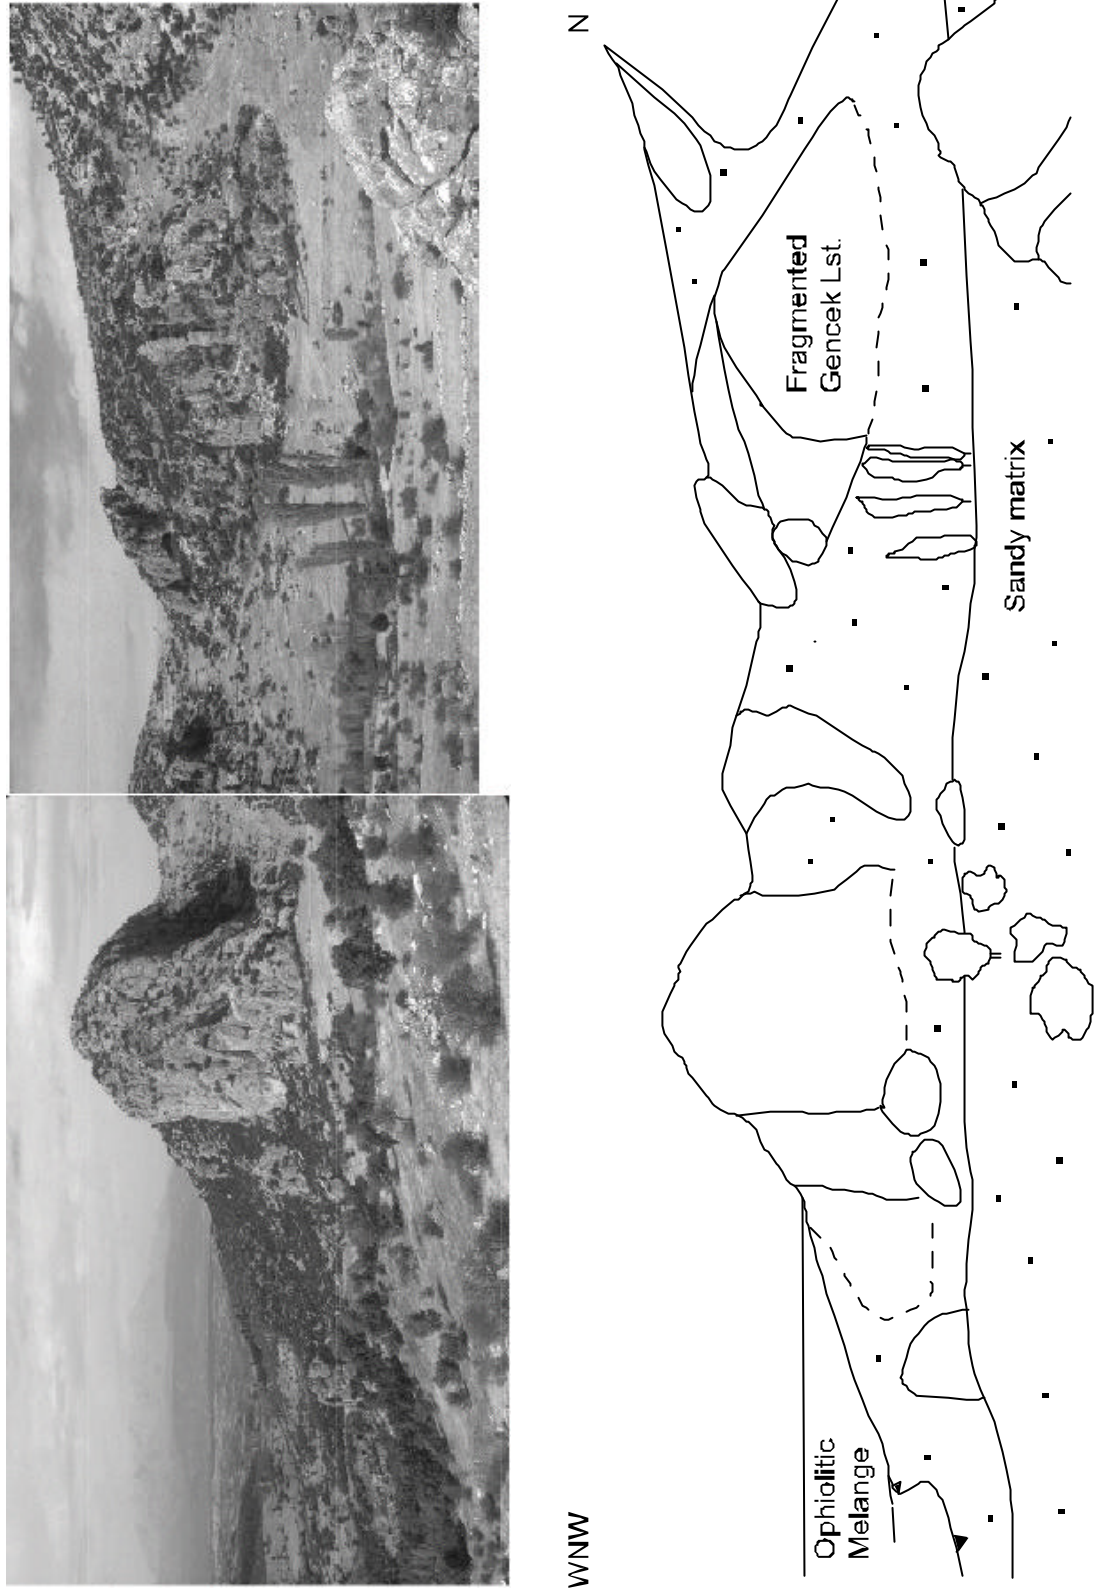 WNW
N
Ophiolitic
Melange
Fragmented
Gencek Lst.
Sandy matrix